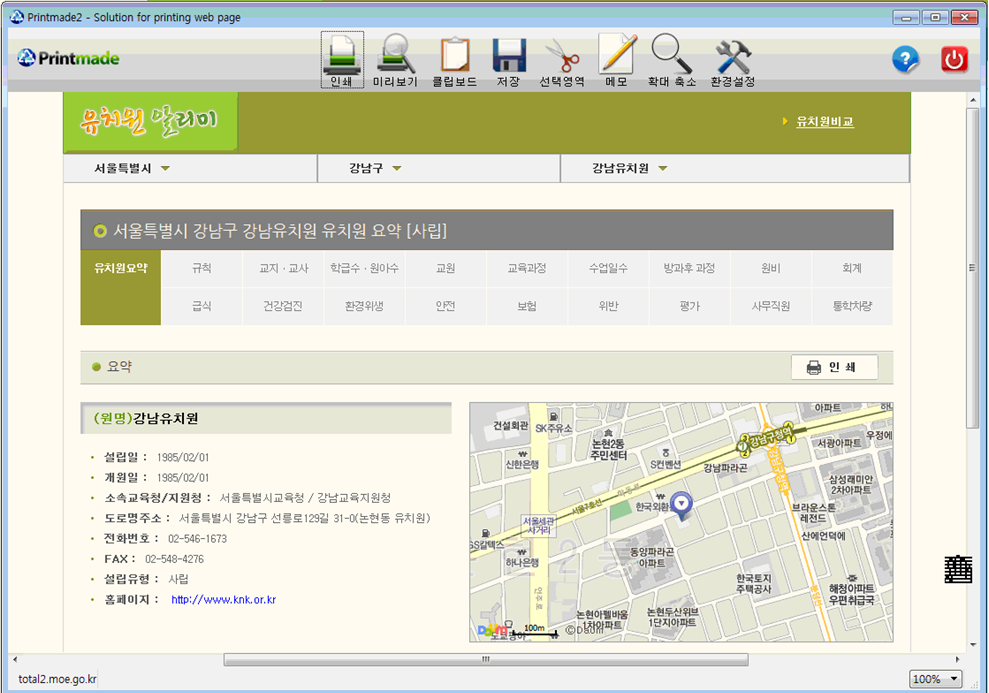 Printmade2 - Solution for printing web page
Printmade
인쇄 미리보기 클립보드 저장 선택영역 메모 확대 축소 환경설정
유치원 알리미
유치원비교
서울특별시 강남구 강남유치원
서울특별시 강남구 강남유치원 유치원 요약 [사립]
유치원요약 규칙 교지·교사 학급수·원아수 교원 교육과정 수업일수 방과후 과정 원비 회계
급식 건강검진 환경위생 안전 보험 위반 평가 사무직원 통학차량
요약
인 쇄
(원명)강남유치원
설립일 : 1985/02/01
개원일 : 1985/02/01
소속교육청/지원청 : 서울특별시교육청 / 강남교육지원청
도로명주소 : 서울특별시 강남구 선릉로129길 31-0(논현동 유치원)
전화번호 : 02-546-1673
FAX : 02-548-4276
설립유형 : 사립
홈페이지 : http://www.knk.or.kr
아파트
건설회관
SK주유소
강남구청역
우정에
서광아파트
논현2동
주민센터
신한은행
S컨벤션
강남파라곤
삼성래미안
2차아파트
한국외환
브라운스톤
레전드
서울세관
사거리
산에언덕에
GS칼텍스
하나은행
동양파라곤
아파트
한국토지
주택공사
해청아파트
우편취급국
논현아펠바움
1차아파트
논현두산위브
1단지아파트
Daum
100m
©Daum
total2.moe.go.kr
100%